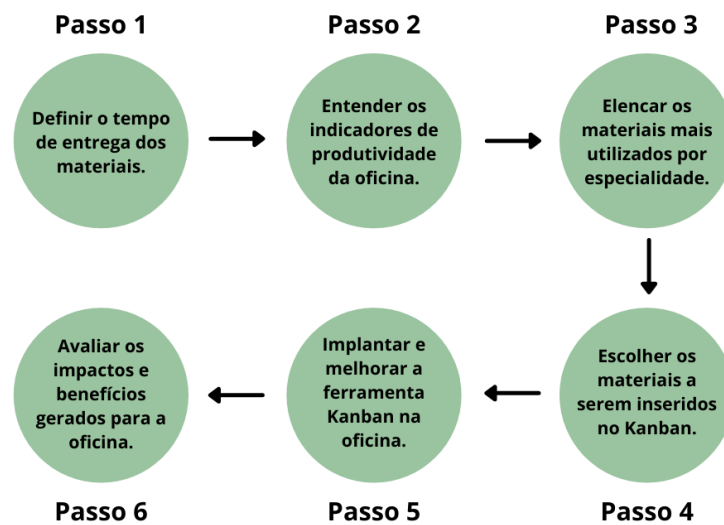 Passo 1
Definir o tempo
de entrega dos
materiais.
Passo 2
Entender os
indicadores de
produtividade
da oficina.
Passo 3
Elencar os
materiais mais
utilizados por
especialidade.
Escolher os
materiais a
serem inseridos
no Kanban.
Passo 4
Implantar e
melhorar a
ferramenta
Kanban na
oficina.
Passo 5
Avaliar os
impactos e
benefícios
gerados para a
oficina.
Passo 6